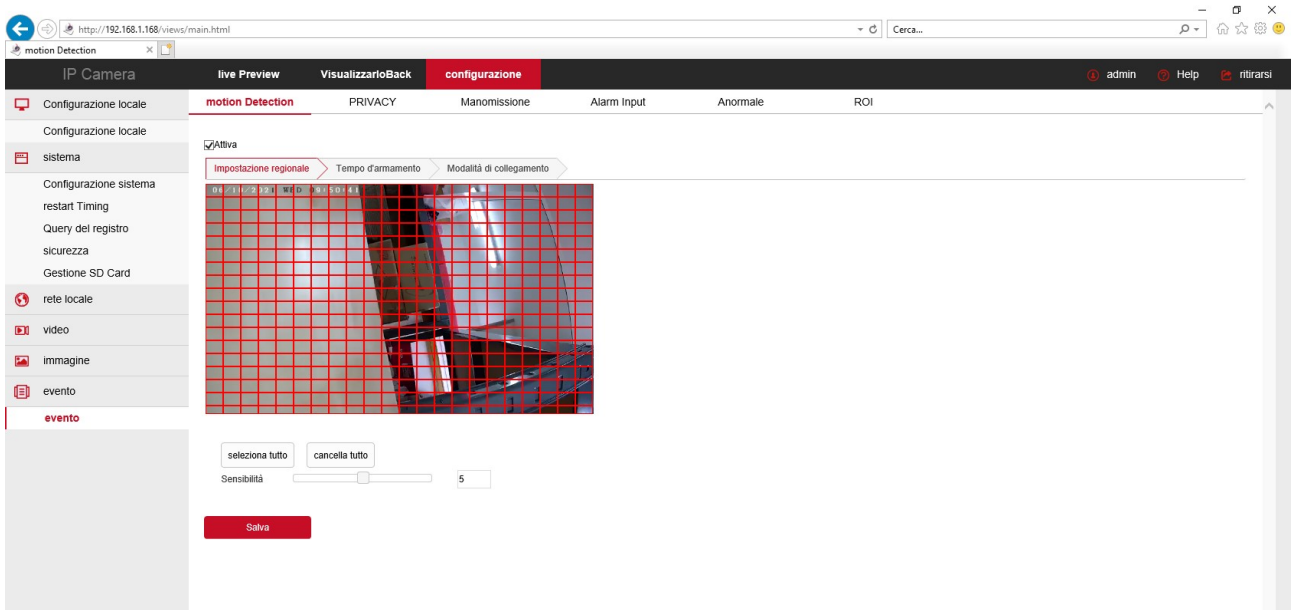 http://192.168.1.168/views/main.html
Cerca...
motion Detection
IP Camera
live Preview
VisualizzarloBack
configurazione
admin
Help
ritirarsi
Configurazione locale
Configurazione locale
sistema
Configurazione sistema
restart Timing
Query del registro
sicurezza
Gestione SD Card
rete locale
video
immagine
evento
evento
motion Detection
PRIVACY
Manomissione
Alarm Input
Anormale
ROI
Attiva
Impostazione regionale
Tempo d'armamento
Modalità di collegamento
seleziona tutto
cancella tutto
Sensibilità
5
Salva